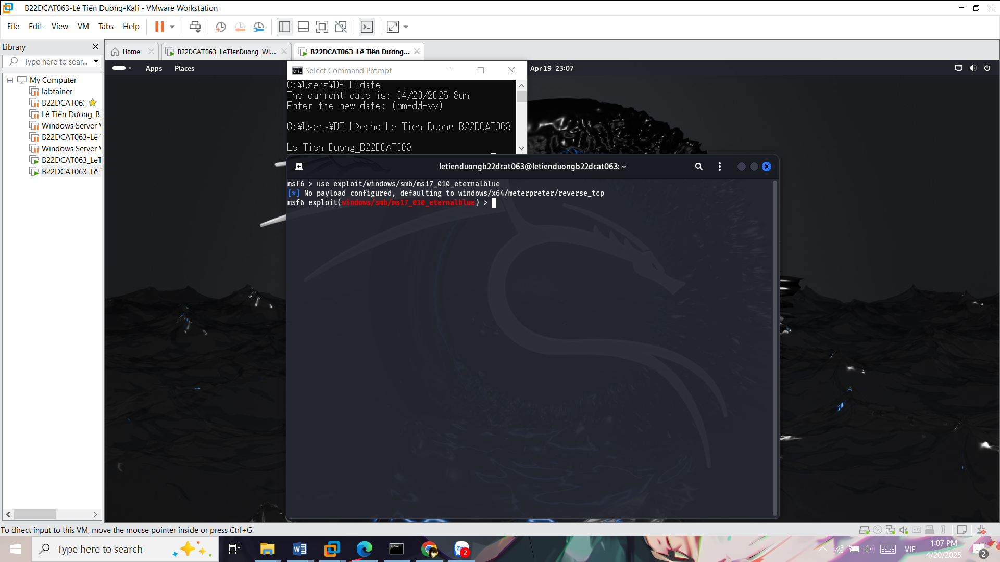 B22DCAT063-Lê Tiến Dương-Kali - VMware Workstation
File Edit View VM Tabs Help
Library
Type here to sear...
My Computer
labtainer
B22DCAT063
Lê Tiến Dương_B2
Windows Server V
B22DCAT063-Lê T
Windows Server V
B22DCAT063_LeT
B22DCAT063-Lê T
Home
B22DCAT063_LeTienDuong_Wi...
B22DCAT063-Lê Tiến Dương...
Apps Places
Apr 19 23:07
Select Command Prompt
C:¥Users¥DELL>date
The current date is: 04/20/2025 Sun
Enter the new date: (mm-dd-yy)
C:¥Users¥DELL>echo Le Tien Duong_B22DCAT063
Le Tien Duong_B22DCAT063
letienduongb22dcat063@letienduongb22dcat063: ~
msf6 > use exploit/windows/smb/ms17_010_eternalblue
[*] No payload configured, defaulting to windows/x64/meterpreter/reverse_tcp
msf6 exploit(windows/smb/ms17_010_eternalblue) >
To direct input to this VM, move the mouse pointer inside or press Ctrl+G.
Type here to search
VIE
1:07 PM
4/20/2025
2
2